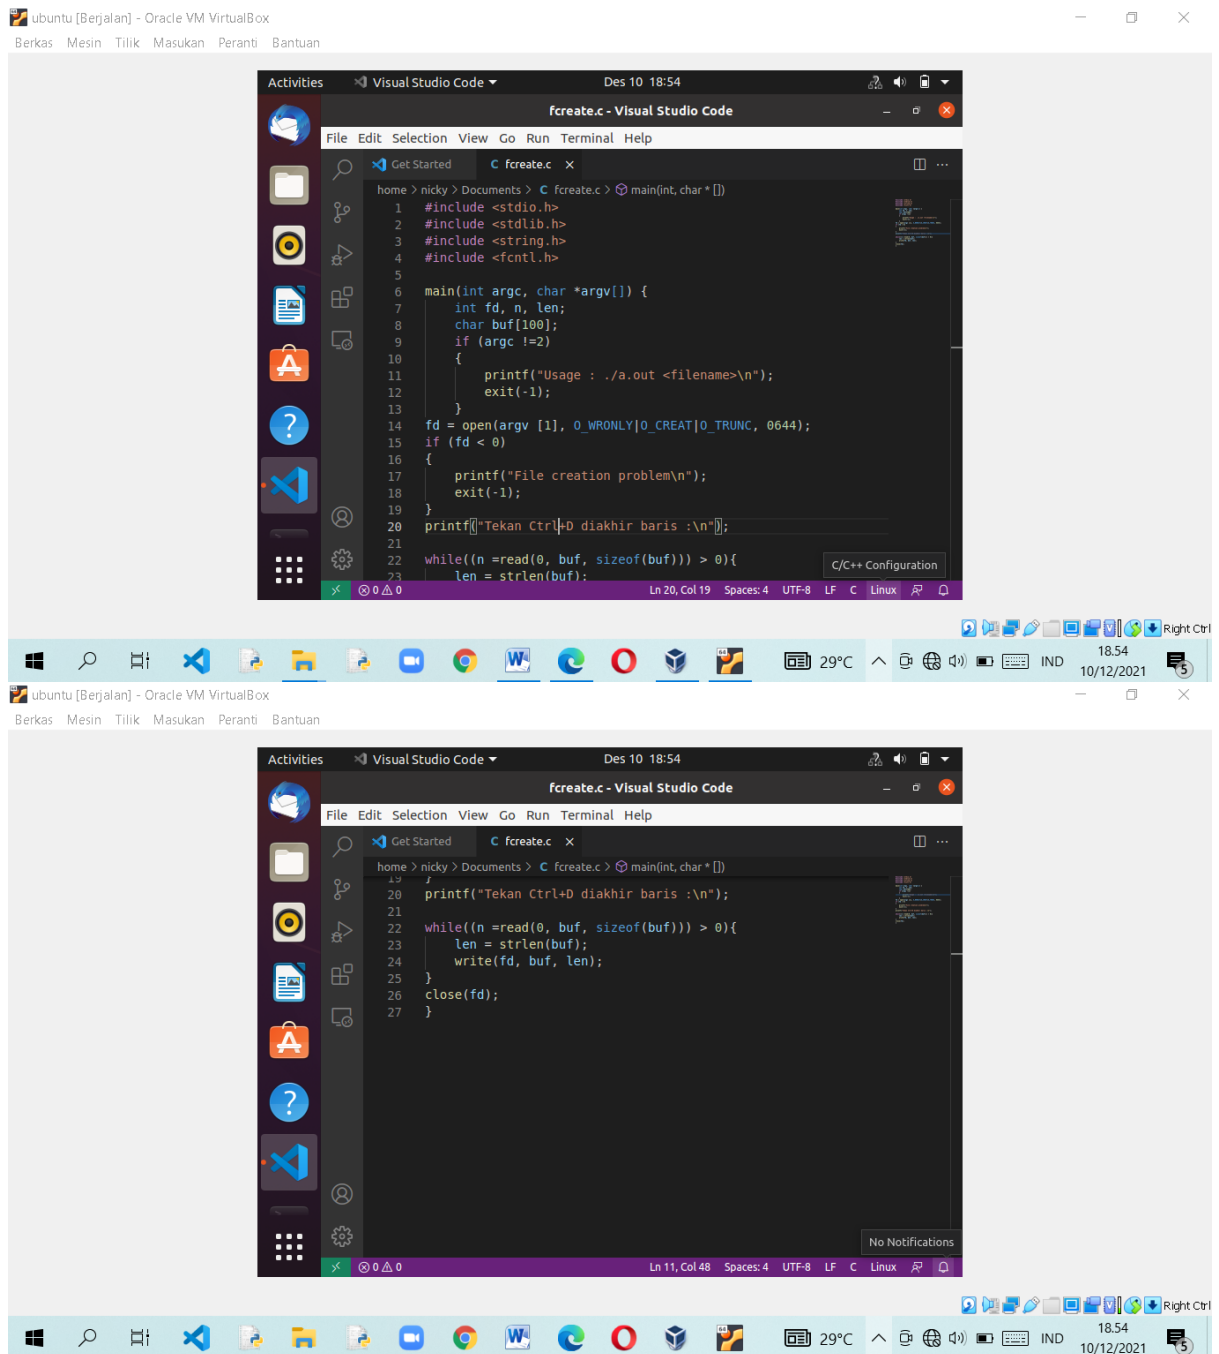 ubuntu [Berjalan] - Oracle VM VirtualBox
Berkas Mesin Tilik Masukan Peranti Bantuan
Activities Visual Studio Code Des 10 18:54
fcreate.c - Visual Studio Code
File Edit Selection View Go Run Terminal Help
Get Started C fcreate.c
home > nicky > Documents > C fcreate.c > main(int, char * [])
1 #include <stdio.h>
2 #include <stdlib.h>
3 #include <string.h>
4 #include <fcntl.h>
5
6 main(int argc, char *argv[]) {
7 int fd, n, len;
8 char buf[100];
9 if (argc !=2)
10 {
11 printf("Usage : ./a.out <filename>\n");
12 exit(-1);
13 }
14 fd = open(argv [1], O_WRONLY|O_CREAT|O_TRUNC, 0644);
15 if (fd < 0)
16 {
17 printf("File creation problem\n");
18 exit(-1);
19 }
20 printf("Tekan Ctrl+D diakhir baris :\n");
21
22 while((n =read(0, buf, sizeof(buf))) > 0){
23 len = strlen(buf);
C/C++ Configuration
0 0 Ln 20, Col 19 Spaces: 4 UTF-8 LF C Linux
Right Ctrl
64 29°C IND 18.54
10/12/2021 5
ubuntu [Berjalan] - Oracle VM VirtualBox
Berkas Mesin Tilik Masukan Peranti Bantuan
Activities Visual Studio Code Des 10 18:54
fcreate.c - Visual Studio Code
File Edit Selection View Go Run Terminal Help
Get Started C fcreate.c
home > nicky > Documents > C fcreate.c > main(int, char * [])
19 }
20 printf("Tekan Ctrl+D diakhir baris :\n");
21
22 while((n =read(0, buf, sizeof(buf))) > 0){
23 len = strlen(buf);
24 write(fd, buf, len);
25 }
26 close(fd);
27 }
No Notifications
0 0 Ln 11, Col 48 Spaces: 4 UTF-8 LF C Linux
Right Ctrl
64 29°C IND 18.54
10/12/2021 5